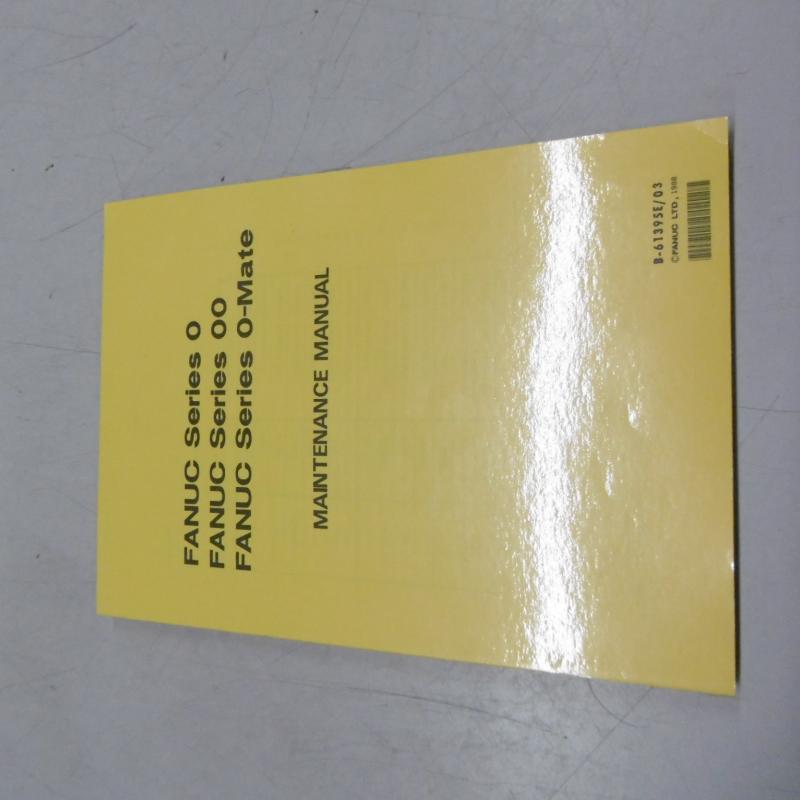 FANUC Series 0
FANUC Series 00
FANUC Series 0-Mate
MAINTENANCE MANUAL
B-61395E/03
©FANUC LTD, 1988